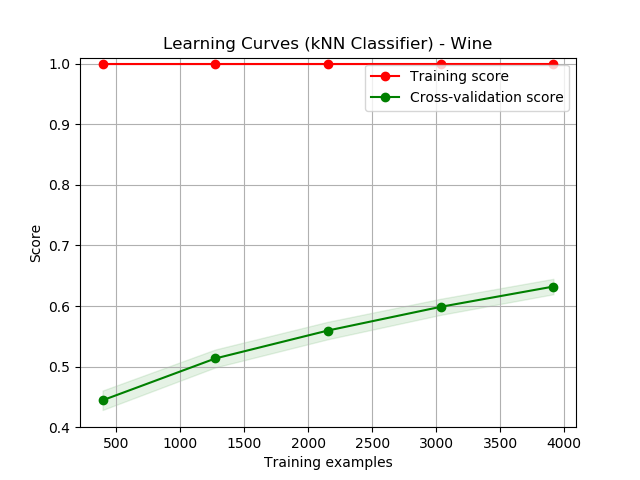 Learning Curves (kNN Classifier) - Wine
1.0
0.9
0.8
0.7
0.6
0.5
0.4
Score
Training score
Cross-validation score
500 1000 1500 2000 2500 3000 3500 4000
Training examples